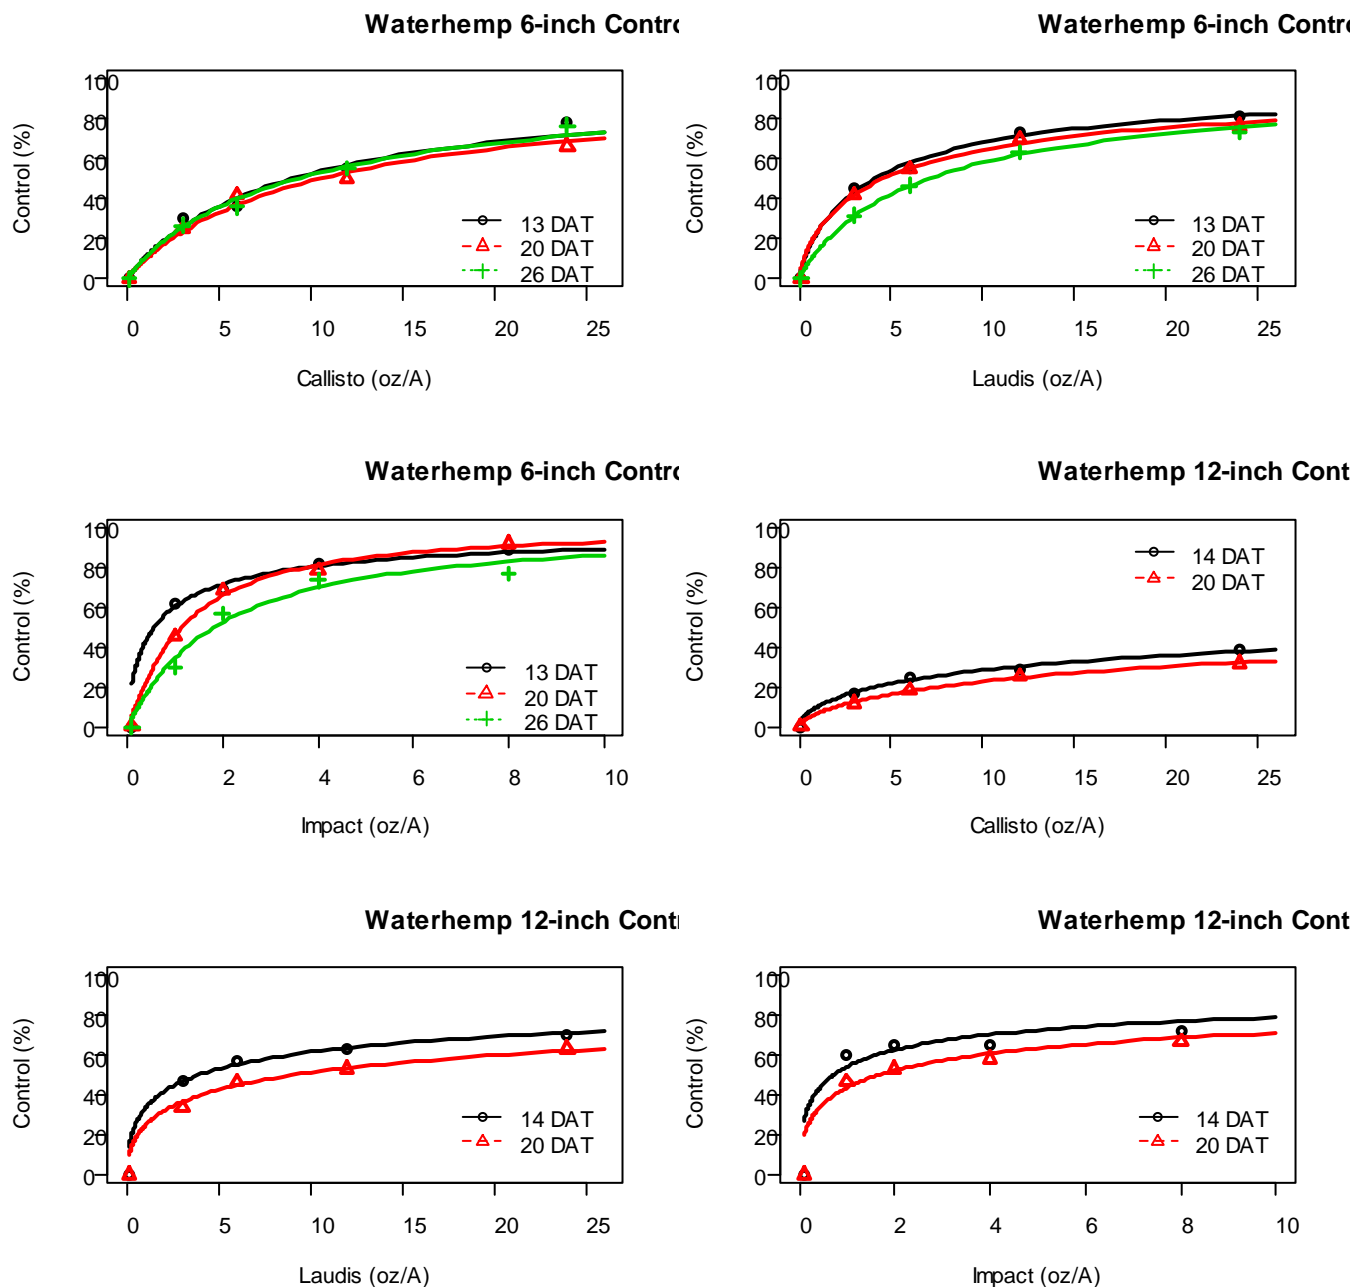 Waterhemp 6-inch Contro
100
80
60
40
20
0
Control (%)
13 DAT
20 DAT
26 DAT
0 5 10 15 20 25
Callisto (oz/A)
Waterhemp 6-inch Contro
100
80
60
40
20
0
Control (%)
13 DAT
20 DAT
26 DAT
0 5 10 15 20 25
Laudis (oz/A)
Waterhemp 6-inch Contro
100
80
60
40
20
0
Control (%)
13 DAT
20 DAT
26 DAT
0 2 4 6 8 10
Impact (oz/A)
Waterhemp 12-inch Cont
100
80
60
40
20
0
Control (%)
14 DAT
20 DAT
0 5 10 15 20 25
Callisto (oz/A)
Waterhemp 12-inch Cont
100
80
60
40
20
0
Control (%)
14 DAT
20 DAT
0 5 10 15 20 25
Laudis (oz/A)
Waterhemp 12-inch Cont
100
80
60
40
20
0
Control (%)
14 DAT
20 DAT
0 2 4 6 8 10
Impact (oz/A)